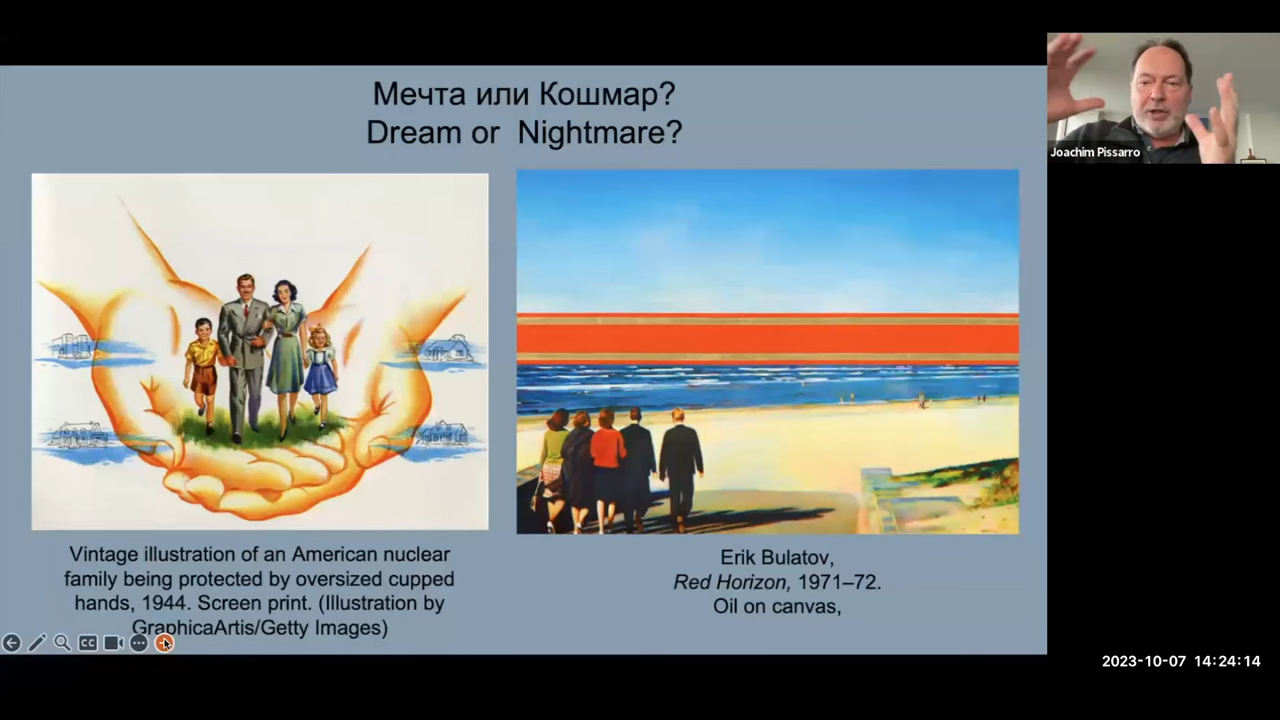 Мечта или Кошмар?
Dream or Nightmare?
Joachim Pissarro
Vintage illustration of an American nuclear
family being protected by oversized cupped
hands, 1944. Screen print. (Illustration by
GraphicaArtis/Getty Images)
Erik Bulatov,
Red Horizon, 1971–72.
Oil on canvas,
CC
2023-10-07 14:24:14